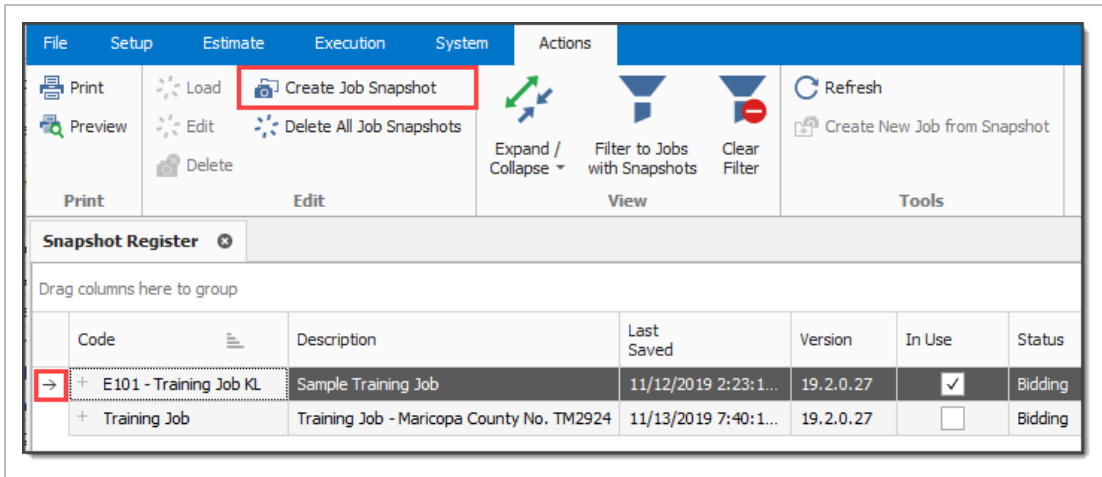 File Setup Estimate Execution System Actions
Print Load Create Job Snapshot Refresh
Preview Edit Delete All Job Snapshots Create New Job from Snapshot
Expand / Filter to Jobs Clear
Delete Collapse with Snapshots Filter
Print Edit View Tools
Snapshot Register
Drag columns here to group
Code Description Last Saved Version In Use Status
E101 - Training Job KL Sample Training Job 11/12/2019 2:23:1... 19.2.0.27 Bidding
Training Job Training Job - Maricopa County No. TM2924 11/13/2019 7:40:1... 19.2.0.27 Bidding